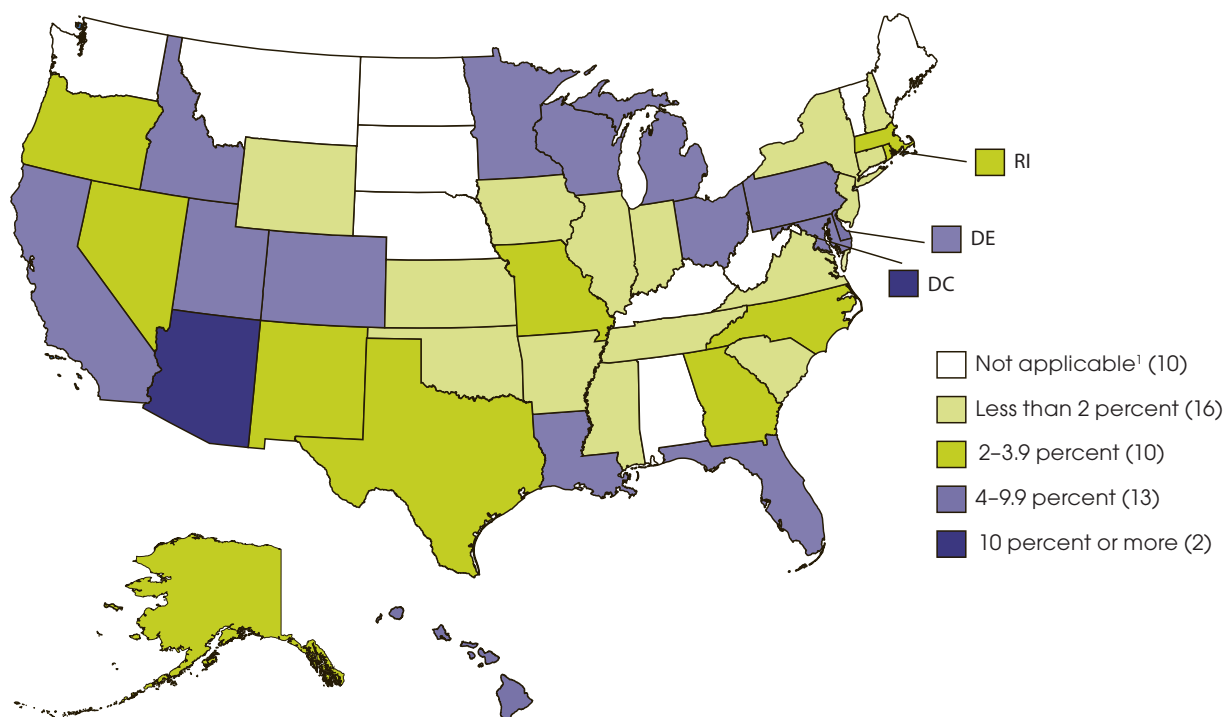 RI
DE
DC
Not applicable¹ (10)
Less than 2 percent (16)
2–3.9 percent (10)
4–9.9 percent (13)
10 percent or more (2)